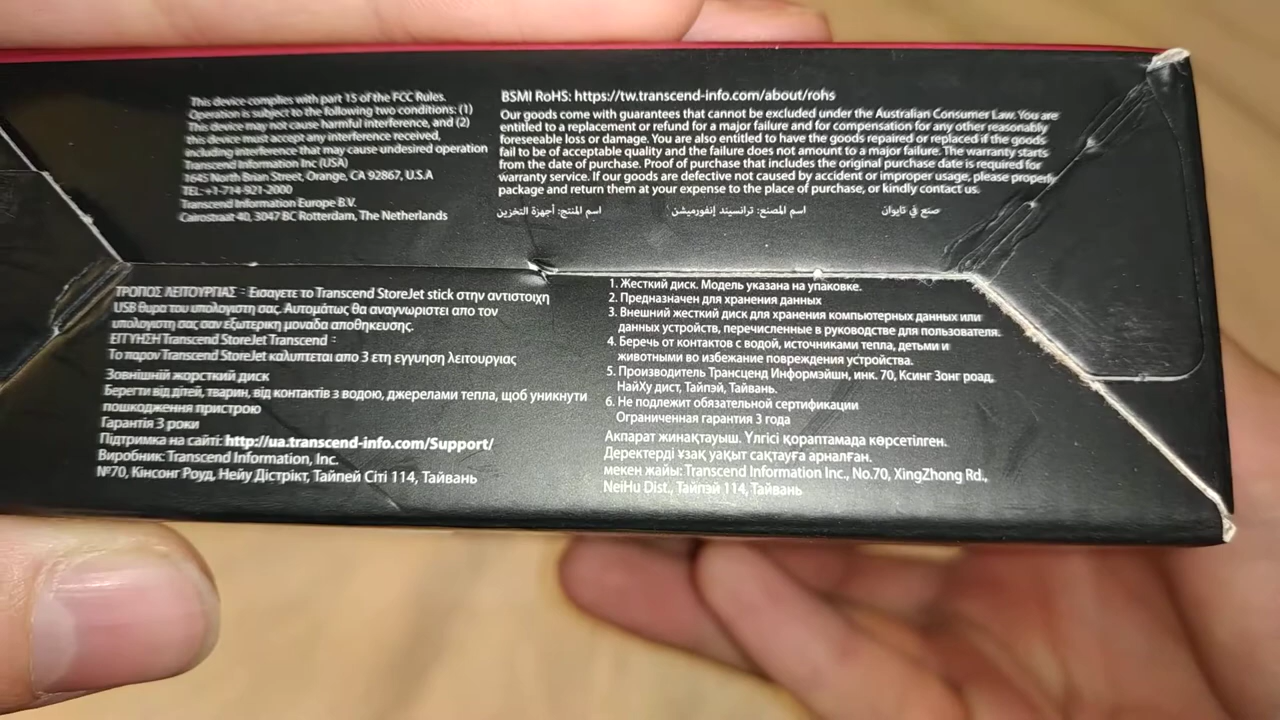 This device complies with part 15 of the FCC Rules.
Operation is subject to the following two conditions: (1)
This device may not cause harmful interference, and (2)
this device must accept any interference received,
including interference that may cause undesired operation
Transcend Information Inc (USA)
1645 North Brian Street, Orange, CA 92867, U.S.A
TEL:+1-714-921-2000
Transcend Information Europe B.V.
Cairostraat 40, 3047 BC Rotterdam, The Netherlands
BSMI RoHS: https://tw.transcend-info.com/about/rohs
Our goods come with guarantees that cannot be excluded under the Australian Consumer Law. You are
entitled to a replacement or refund for a major failure and for compensation for any other reasonably
foreseeable loss or damage. You are also entitled to have the goods repaired or replaced if the goods
fail to be of acceptable quality and the failure does not amount to a major failure. The warranty starts
from the date of purchase. Proof of purchase that includes the original purchase date is required for
warranty service. If your goods are defective not caused by accident or improper usage, please properly
package and return them at your expense to the place of purchase, or kindly contact us.
اسم المنتج: أجهزة التخزين اسم المصنع: ترانسيند إنفورميشن صنع في تايوان
ΤΡΟΠΟΣ ΛΕΙΤΟΥΡΓΙΑΣ : Εισαγετε το Transcend StoreJet stick στην αντιστοιχη
USB θυρα του υπολογιστη σας. Αυτομάτως θα αναγνωριστει απο τον
υπολογιστη σας σαν εξωτερικη μοναδα αποθηκευσης.
ΕΓΓΥΗΣΗ Transcend StoreJet Transcend :
Το παρον Transcend StoreJet καλυπτεται απο 3 ετη εγγυηση λειτουργιας
Зовнішній жорсткий диск
Берегти від дітей, тварин, від контактів з водою, джерелами тепла, щоб уникнути
пошкодження пристрою
Гарантія 3 роки
Підтримка на сайті: http://ua.transcend-info.com/Support/
Виробник: Transcend Information, Inc.
№70, Кінсонг Роуд, Нейу Дістрікт, Тайпей Сіті 114, Тайвань
1. Жесткий диск. Модель указана на упаковке.
2. Предназначен для хранения данных
3. Внешний жесткий диск для хранения компьютерных данных или
данных устройств, перечисленные в руководстве для пользователя.
4. Беречь от контактов с водой, источниками тепла, детьми и
животными во избежание повреждения устройства.
5. Производитель Трансценд Информэйшн, инк. 70, Ксинг Зонг роад,
НайХу дист, Тайпэй, Тайвань.
6. Не подлежит обязательной сертификации
Ограниченная гарантия 3 года
Акпарат жинақтауыш. Үлгісі қораптамада көрсетілген.
Деректерді ұзақ уақыт сақтауға арналған.
мекен жайы: Transcend Information Inc., No.70, XingZhong Rd.,
NeiHu Dist., Тайпэй 114, Тайвань